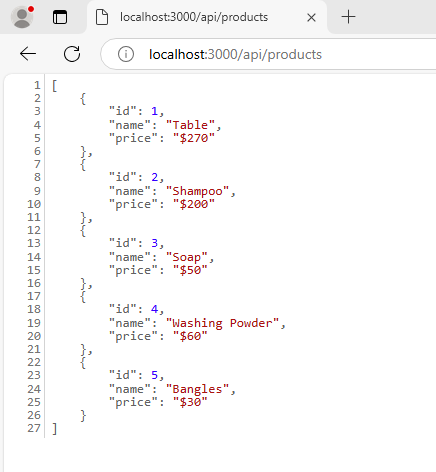 localhost:3000/api/products
localhost:3000/api/products
1 [
2 {
3 "id": 1,
4 "name": "Table",
5 "price": "$270"
6 },
7 {
8 "id": 2,
9 "name": "Shampoo",
10 "price": "$200"
11 },
12 {
13 "id": 3,
14 "name": "Soap",
15 "price": "$50"
16 },
17 {
18 "id": 4,
19 "name": "Washing Powder",
20 "price": "$60"
21 },
22 {
23 "id": 5,
24 "name": "Bangles",
25 "price": "$30"
26 }
27 ]